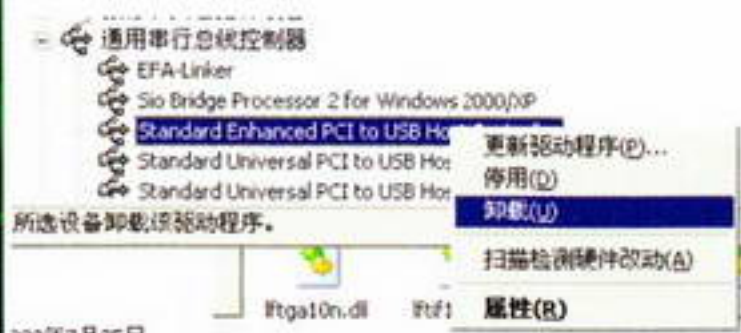 通用串行总线控制器
EFA-Linker
Sio Bridge Processor 2 for Windows 2000/XP
Standard Enhanced PCI to USB Ho
Standard Universal PCI to USB Hos
Standard Universal PCI to USB Hos
更新驱动程序(P)...
停用(D)
卸载(U)
扫描检测硬件改动(A)
属性(R)
所选设备卸载该驱动程序。
lftga10n.dll
lftif1